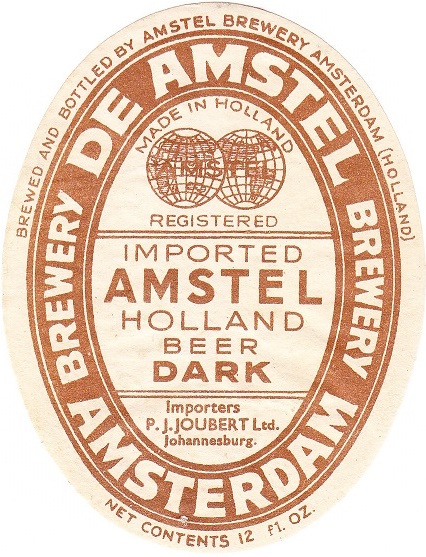 BREWED AND BOTTLED BY AMSTEL BREWERY AMSTERDAM (HOLLAND)
DE AMSTEL
BREWERY
BREWERY
AMSTERDAM
MADE IN HOLLAND
AMSTEL
REGISTERED
IMPORTED
AMSTEL
HOLLAND
BEER
DARK
Importers
P. J. JOUBERT Ltd.
Johannesburg.
NET CONTENTS 12 fl. OZ.